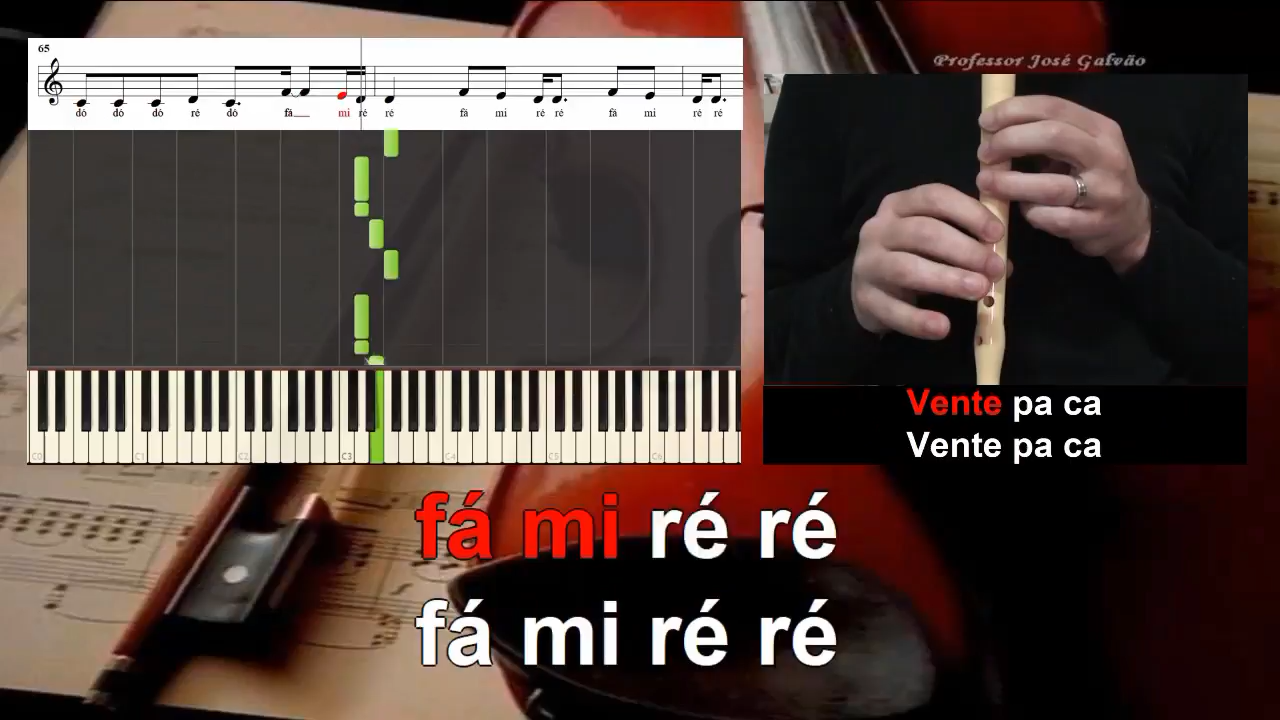 Professor José Galvão
65
dó dó dó ré dó fá__ mi ré ré fá mi ré ré fá mi ré ré
C0 C1 C2 C3 C4 C5 C6
Vente pa ca
Vente pa ca
fá mi ré ré
fá mi ré ré